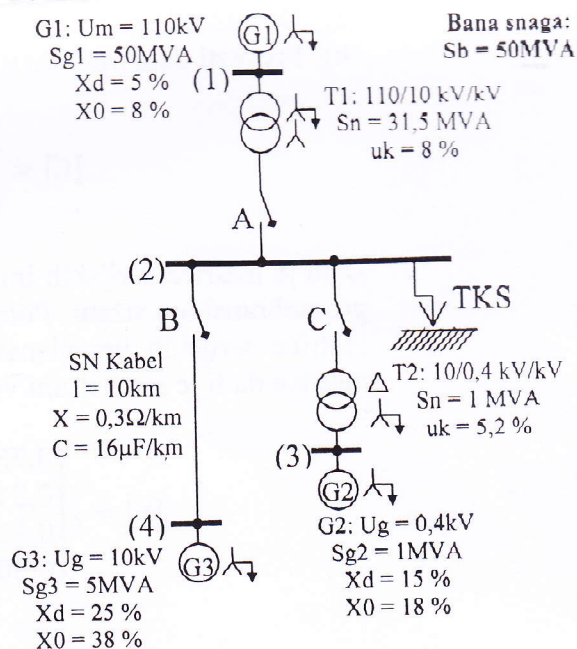 G1: Um = 110kV
Sg1 = 50MVA
Xd = 5 %
X0 = 8 %
G1
(1)
Bana snaga:
Sb = 50MVA
T1: 110/10 kV/kV
Sn = 31,5 MVA
uk = 8 %
A
(2)
B
C
TKS
SN Kabel
l = 10km
X = 0,3Ω/km
C = 16µF/km
T2: 10/0,4 kV/kV
Sn = 1 MVA
uk = 5,2 %
(3)
G2
G2: Ug = 0,4kV
Sg2 = 1MVA
Xd = 15 %
X0 = 18 %
(4)
G3
G3: Ug = 10kV
Sg3 = 5MVA
Xd = 25 %
X0 = 38 %